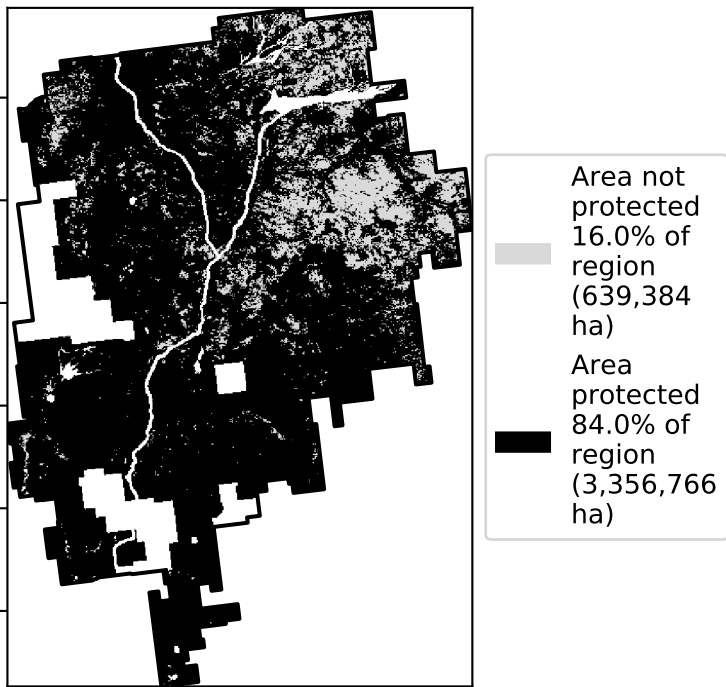 Area not
protected
16.0% of
region
(639,384
ha)
Area
protected
84.0% of
region
(3,356,766
ha)